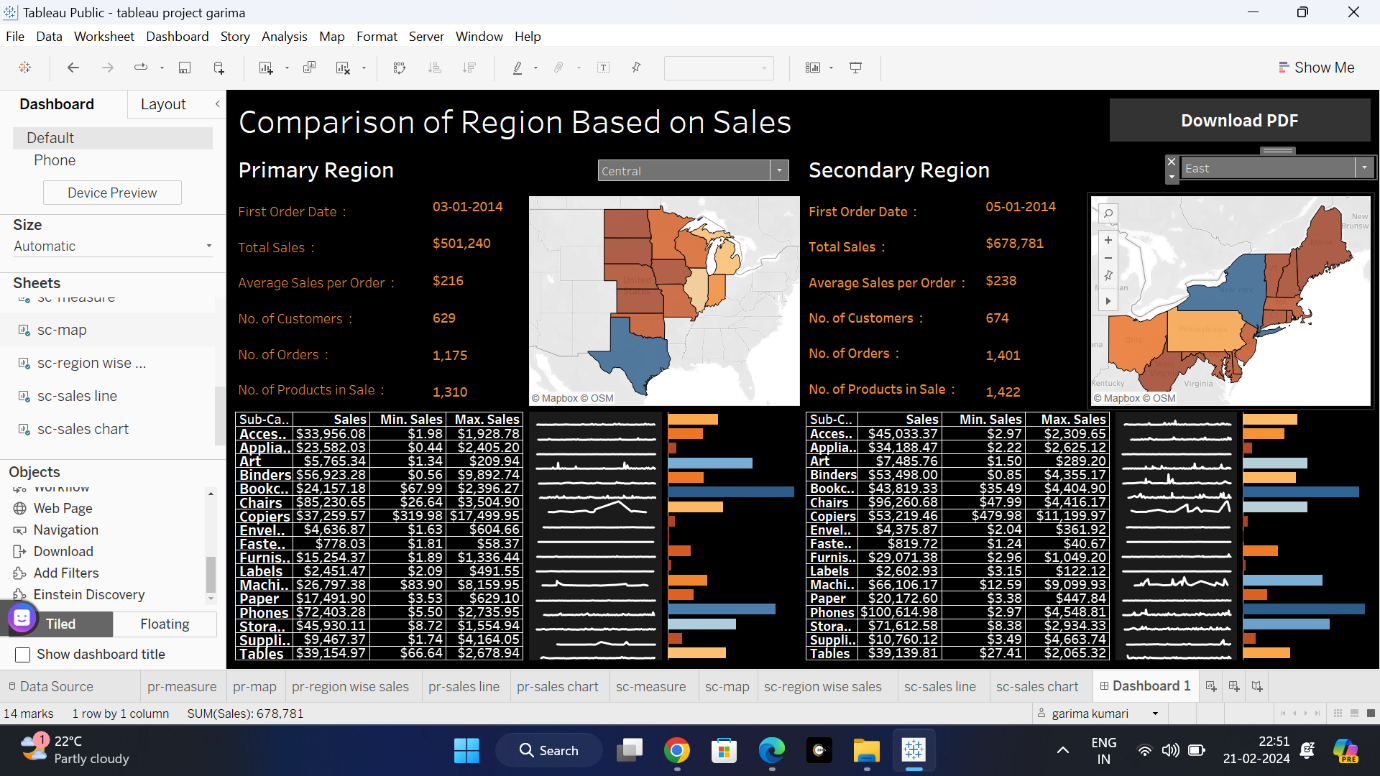 Tableau Public - tableau project garima
File Data Worksheet Dashboard Story Analysis Map Format Server Window Help
Show Me
Dashboard Layout
Default
Phone
Device Preview
Size
Automatic
Sheets
sc-measure
sc-map
sc-region wise ...
sc-sales line
sc-sales chart
Objects
Workflow
Web Page
Navigation
Download
Add Filters
Einstein Discovery
Tiled Floating
Show dashboard title
Comparison of Region Based on Sales
Download PDF
Primary Region
Central
First Order Date : 03-01-2014
Total Sales : $501,240
Average Sales per Order : $216
No. of Customers : 629
No. of Orders : 1,175
No. of Products in Sale : 1,310
© Mapbox © OSM
Secondary Region
East
First Order Date : 05-01-2014
Total Sales : $678,781
Average Sales per Order : $238
No. of Customers : 674
No. of Orders : 1,401
No. of Products in Sale : 1,422
New
Brunsw
Kentucky
Virginia
© Mapbox © OSM
Sub-Ca.. Sales Min. Sales Max. Sales
Acces.. $33,956.08 $1.98 $1,928.78
Applia.. $23,582.03 $0.44 $2,405.20
Art $5,765.34 $1.34 $209.94
Binders $56,923.28 $0.56 $9,892.74
Bookc.. $24,157.18 $67.99 $2,396.27
Chairs $85,230.65 $26.64 $3,504.90
Copiers $37,259.57 $319.98 $17,499.95
Envel.. $4,636.87 $1.63 $604.66
Faste.. $778.03 $1.81 $58.37
Furnis.. $15,254.37 $1.89 $1,336.44
Labels $2,451.47 $2.09 $491.55
Machi.. $26,797.38 $83.90 $8,159.95
Paper $17,491.90 $3.53 $629.10
Phones $72,403.28 $5.50 $2,735.95
Stora.. $45,930.11 $8.72 $1,554.94
Suppli.. $9,467.37 $1.74 $4,164.05
Tables $39,154.97 $66.64 $2,678.94
Sub-C.. Sales Min. Sales Max. Sales
Acces.. $45,033.37 $2.97 $2,309.65
Applia.. $34,188.47 $2.22 $2,625.12
Art $7,485.76 $1.50 $289.20
Binders $53,498.00 $0.85 $4,355.17
Bookc.. $43,819.33 $35.49 $4,404.90
Chairs $96,260.68 $47.99 $4,416.17
Copiers $53,219.46 $479.98 $11,199.97
Envel.. $4,375.87 $2.04 $361.92
Faste.. $819.72 $1.24 $40.67
Furnis.. $29,071.38 $2.96 $1,049.20
Labels $2,602.93 $3.15 $122.12
Machi.. $66,106.17 $12.59 $9,099.93
Paper $20,172.60 $3.38 $447.84
Phones $100,614.98 $2.97 $4,548.81
Stora.. $71,612.58 $8.38 $2,934.33
Suppli.. $10,760.12 $3.49 $4,663.74
Tables $39,139.81 $27.41 $2,065.32
Data Source pr-measure pr-map pr-region wise sales pr-sales line pr-sales chart sc-measure sc-map sc-region wise sales sc-sales line sc-sales chart Dashboard 1
14 marks 1 row by 1 column SUM(Sales): 678,781 garima kumari
1
22°C
Partly cloudy
Search
ENG
IN
22:51
21-02-2024
PRE